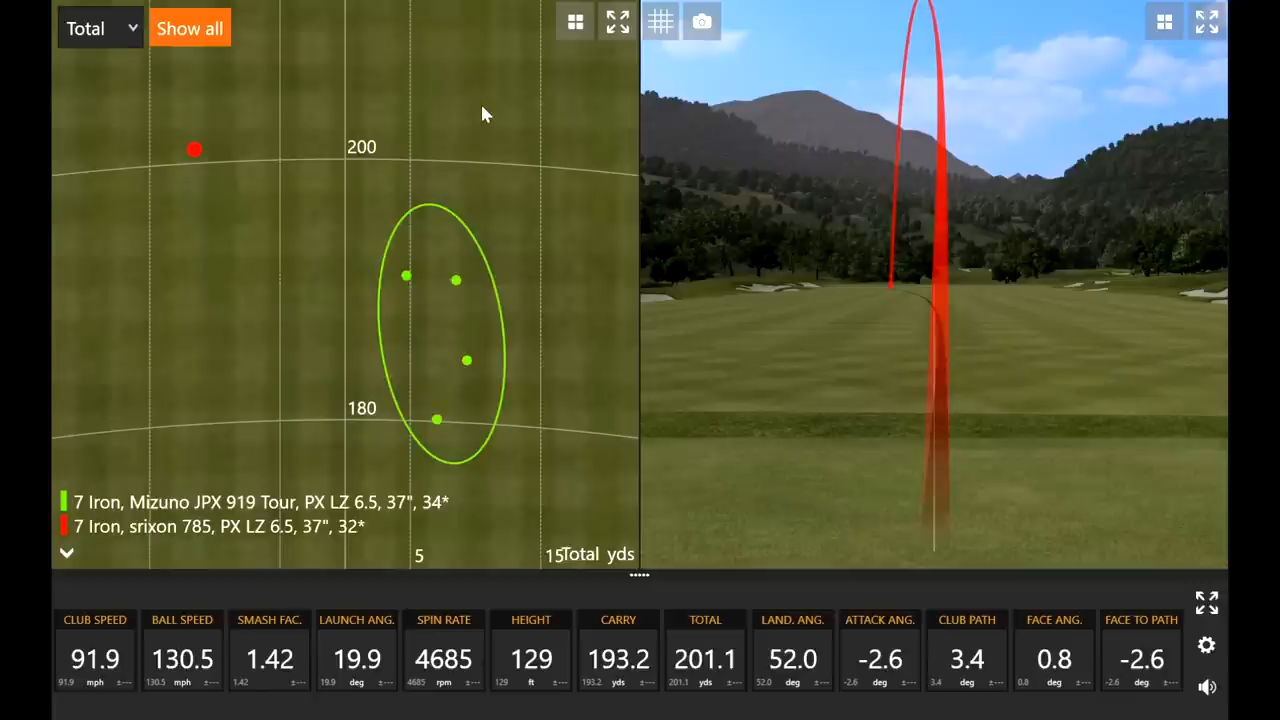 Total
Show all
200
180
7 Iron, Mizuno JPX 919 Tour, PX LZ 6.5, 37", 34*
7 Iron, srixon 785, PX LZ 6.5, 37", 32*
5
15
Total yds
CLUB SPEED BALL SPEED SMASH FAC. LAUNCH ANG. SPIN RATE HEIGHT CARRY TOTAL LAND. ANG. ATTACK ANG. CLUB PATH FACE ANG. FACE TO PATH
91.9 130.5 1.42 19.9 4685 129 193.2 201.1 52.0 -2.6 3.4 0.8 -2.6
91.9 mph ±--- 130.5 mph ±--- 1.42 ±--- 19.9 deg ±--- 4685 rpm ±--- 129 ft ±--- 193.2 yds ±--- 201.1 yds ±--- 52.0 deg ±--- -2.6 deg ±--- 3.4 deg ±--- 0.8 deg ±--- -2.6 deg ±---